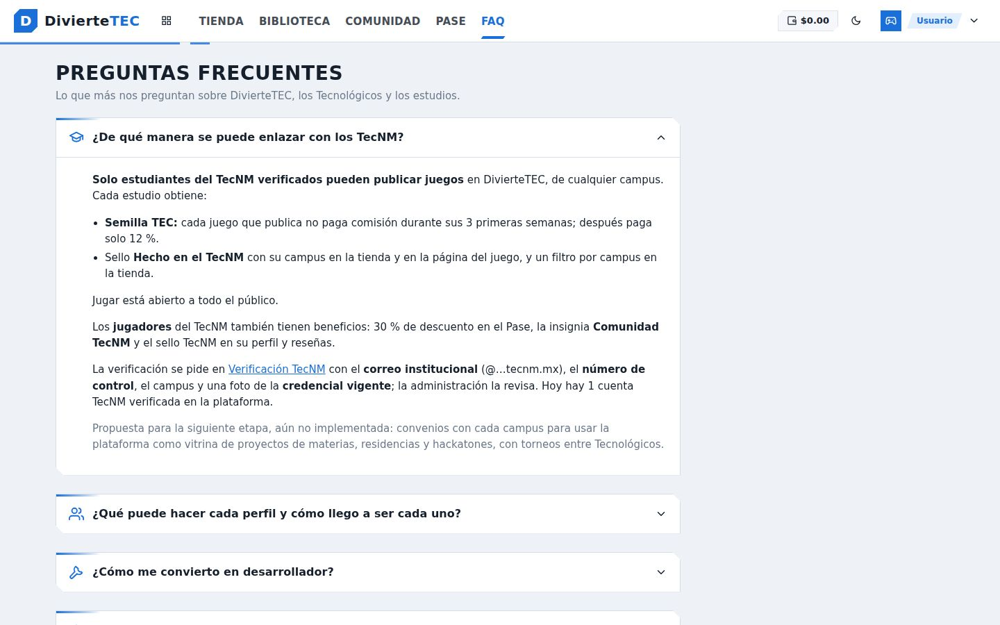 D DivierteTEC TIENDA BIBLIOTECA COMUNIDAD PASE FAQ $0.00 Usuario
PREGUNTAS FRECUENTES
Lo que más nos preguntan sobre DivierteTEC, los Tecnológicos y los estudios.
¿De qué manera se puede enlazar con los TecNM?
Solo estudiantes del TecNM verificados pueden publicar juegos en DivierteTEC, de cualquier campus.
Cada estudio obtiene:
• Semilla TEC: cada juego que publica no paga comisión durante sus 3 primeras semanas; después paga
solo 12 %.
• Sello Hecho en el TecNM con su campus en la tienda y en la página del juego, y un filtro por campus en
la tienda.
Jugar está abierto a todo el público.
Los jugadores del TecNM también tienen beneficios: 30 % de descuento en el Pase, la insignia Comunidad
TecNM y el sello TecNM en su perfil y reseñas.
La verificación se pide en Verificación TecNM con el correo institucional (@…tecnm.mx), el número de
control, el campus y una foto de la credencial vigente; la administración la revisa. Hoy hay 1 cuenta
TecNM verificada en la plataforma.
Propuesta para la siguiente etapa, aún no implementada: convenios con cada campus para usar la
plataforma como vitrina de proyectos de materias, residencias y hackatones, con torneos entre Tecnológicos.
¿Qué puede hacer cada perfil y cómo llego a ser cada uno?
¿Cómo me convierto en desarrollador?